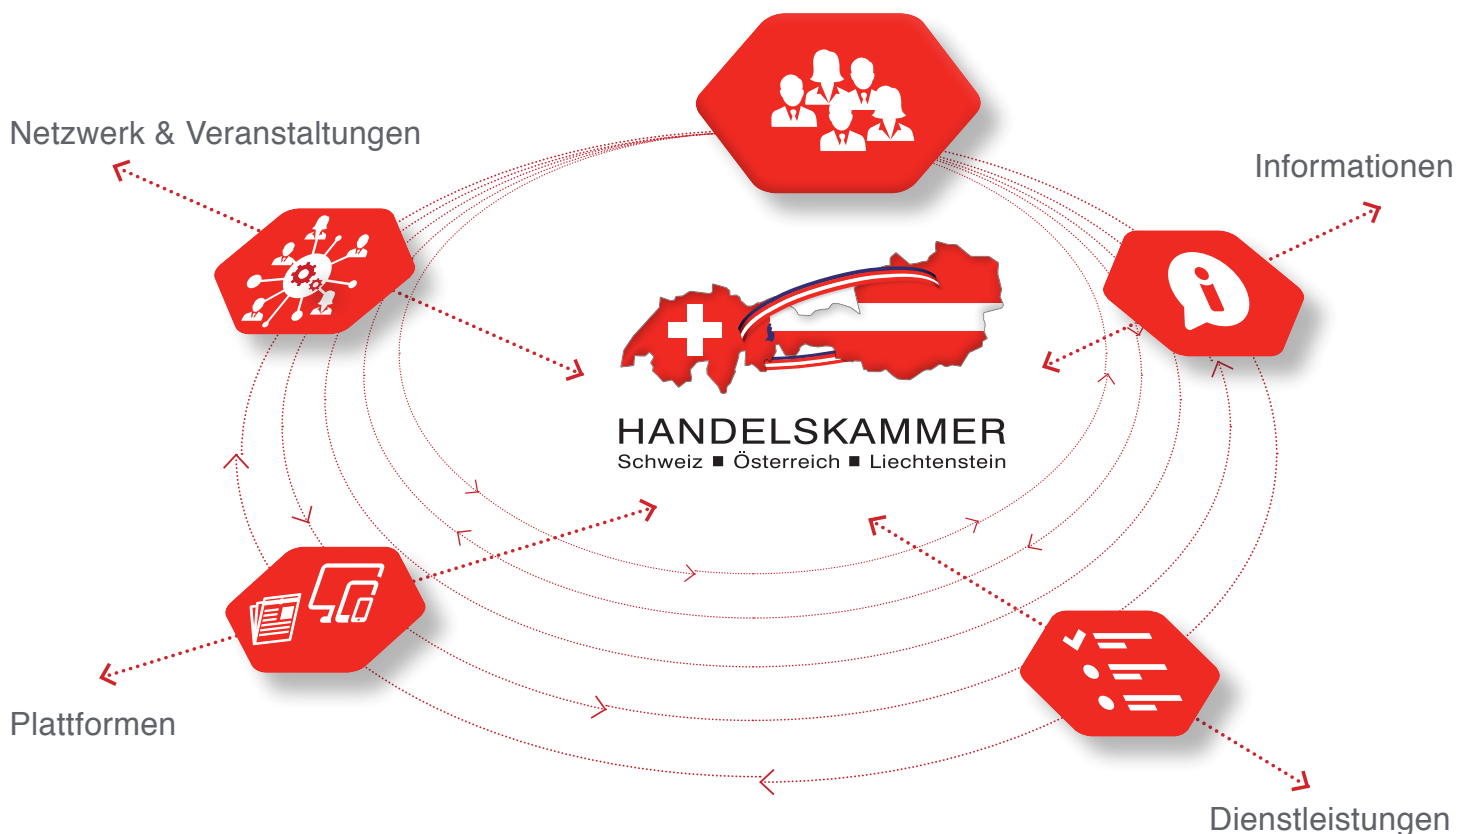 Netzwerk & Veranstaltungen
Informationen
HANDELSKAMMER
Schweiz ■ Österreich ■ Liechtenstein
Plattformen
Dienstleistungen